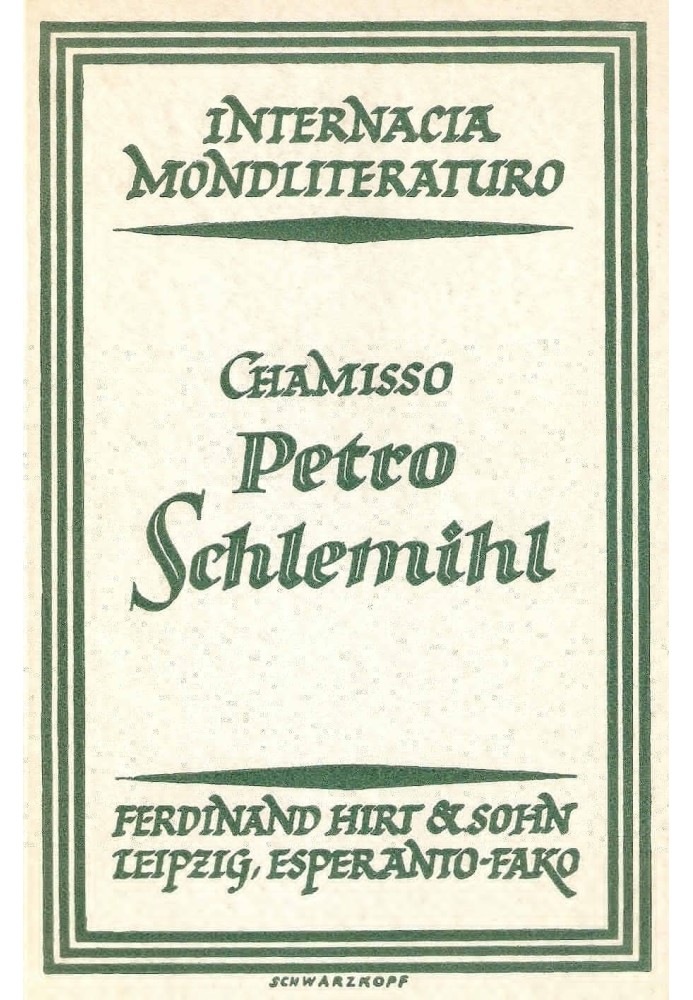 INTERNACIA
MONDLITERATURO
CHAMISSO
Petro
Schlemihl
FERDINAND HIRT & SOHN
LEIPZIG, ESPERANTO-FAKO
SCHWARZKOPF